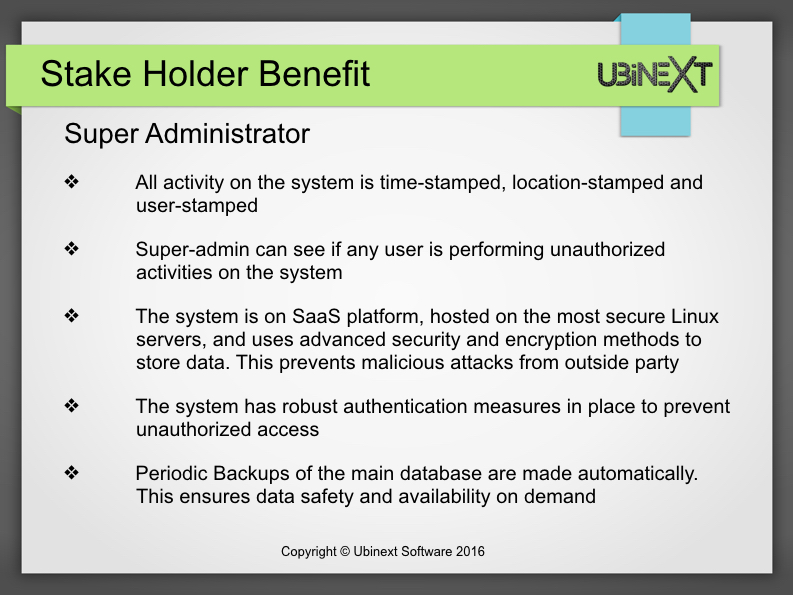 Stake Holder Benefit
UBiNEXT
Super Administrator
❖ All activity on the system is time-stamped, location-stamped and
user-stamped
❖ Super-admin can see if any user is performing unauthorized
activities on the system
❖ The system is on SaaS platform, hosted on the most secure Linux
servers, and uses advanced security and encryption methods to
store data. This prevents malicious attacks from outside party
❖ The system has robust authentication measures in place to prevent
unauthorized access
❖ Periodic Backups of the main database are made automatically.
This ensures data safety and availability on demand
Copyright © Ubinext Software 2016